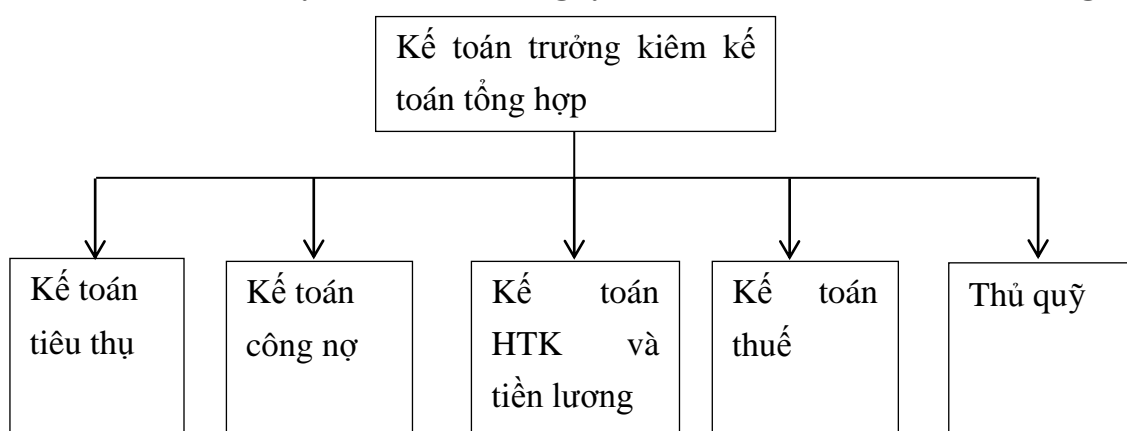 Kế toán trưởng kiêm kế
toán tổng hợp
Kế toán
tiêu thụ
Kế toán
công nợ
Kế toán
HTK và
tiền lương
Kế toán
thuế
Thủ quỹ